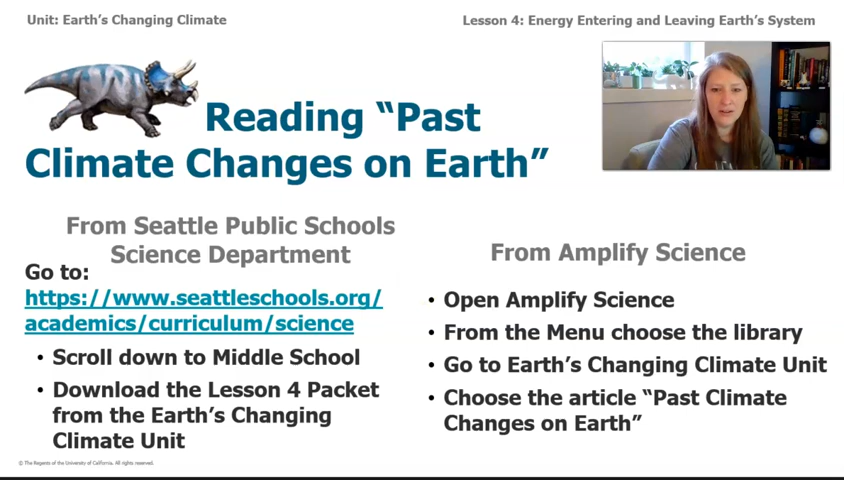 Unit: Earth's Changing Climate
Lesson 4: Energy Entering and Leaving Earth's System
Reading “Past
Climate Changes on Earth”
From Seattle Public Schools
Science Department
Go to:
https://www.seattleschools.org/
academics/curriculum/science
• Scroll down to Middle School
• Download the Lesson 4 Packet
from the Earth's Changing
Climate Unit
From Amplify Science
• Open Amplify Science
• From the Menu choose the library
• Go to Earth's Changing Climate Unit
• Choose the article “Past Climate
Changes on Earth”
© The Regents of the University of California. All rights reserved.